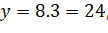 y = 8.3 = 24,